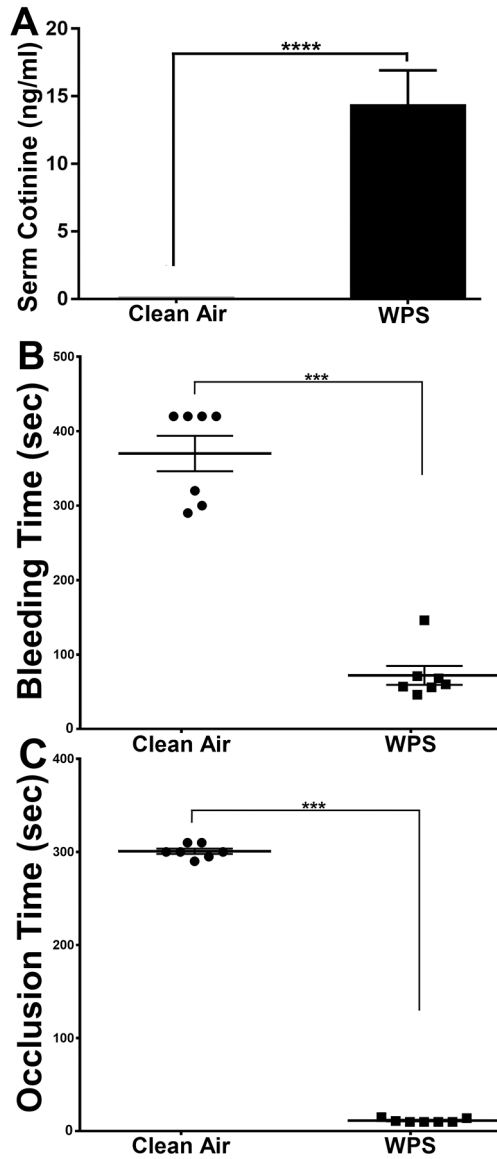 A
Serm Cotinine (ng/ml)
20
15
10
5
0
****
Clean Air
WPS
B
Bleeding Time (sec)
500
400
300
200
100
0
***
Clean Air
WPS
C
Occlusion Time (sec)
400
300
200
100
0
***
Clean Air
WPS